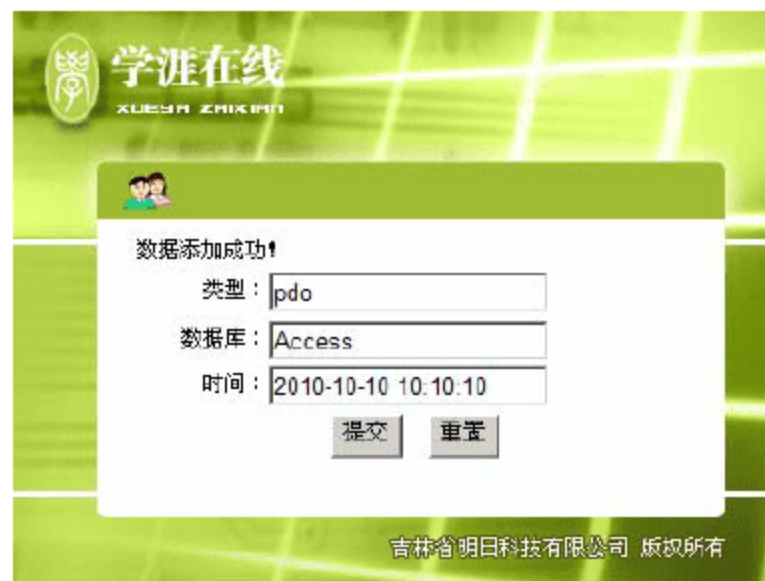 學
学涯在线
XUEYA ZAIXIAN
数据添加成功!
类型：pdo
数据库：Access
时间：2010-10-10 10:10:10
提交 重置
吉林省明日科技有限公司 版权所有